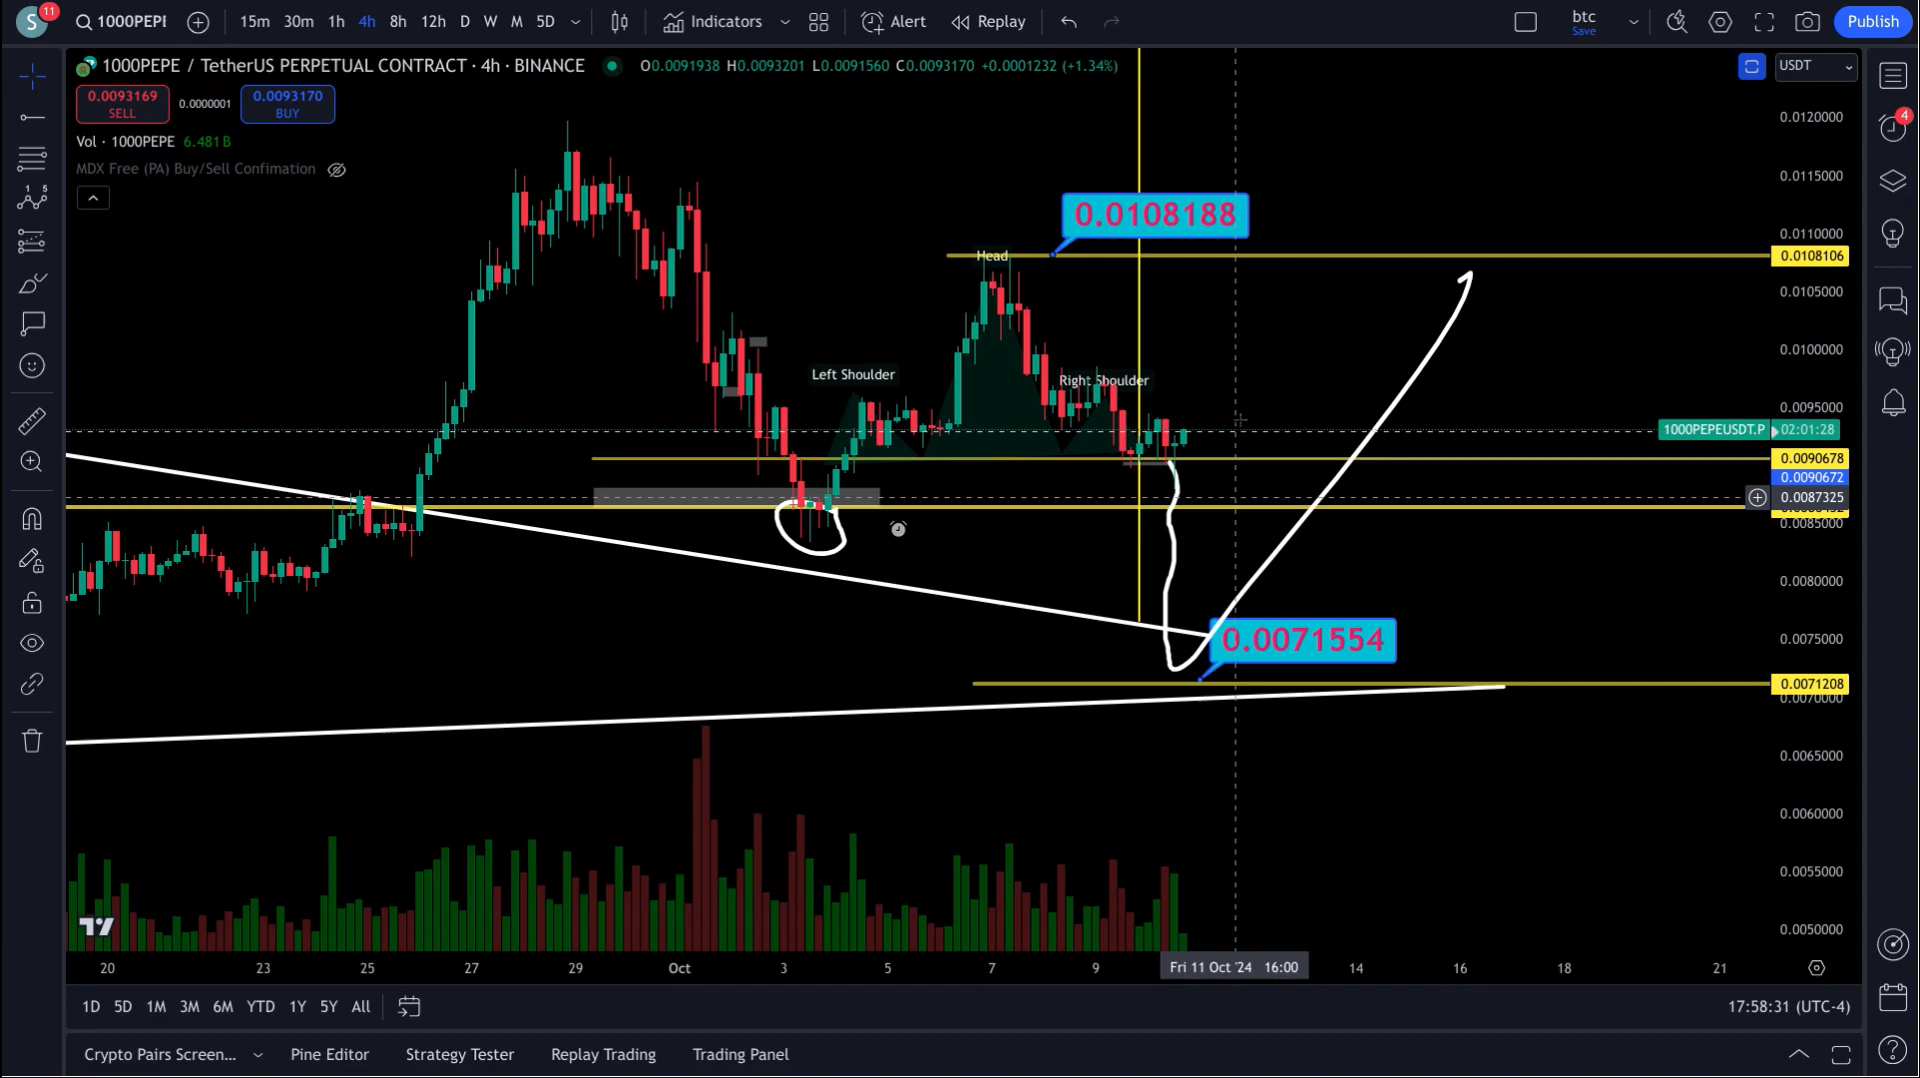 S
11
1000PEPE
15m 30m 1h 4h 8h 12h D W M 5D
Indicators
Alert
Replay
btc
Save
Publish
1000PEPE / TetherUS PERPETUAL CONTRACT · 4h · BINANCE
O0.0091938 H0.0093201 L0.0091560 C0.0093170 +0.0001232 (+1.34%)
USDT
0.0093169
SELL
0.0000001
0.0093170
BUY
Vol · 1000PEPE 6.481B
MDX Free (PA) Buy/Sell Confimation
4
1 5
0.0120000
0.0115000
0.0108188
0.0110000
Head
0.0108106
0.0105000
0.0100000
Left Shoulder
Right Shoulder
0.0095000
1000PEPEUSDT.P
02:01:28
0.0090678
0.0090672
0.0087325
0.0085000
0.0080000
0.0071554
0.0075000
0.0071208
0.0070000
0.0065000
0.0060000
0.0055000
0.0050000
20 23 25 27 29 Oct 3 5 7 9 Fri 11 Oct '24 16:00 14 16 18 21
1D 5D 1M 3M 6M YTD 1Y 5Y All
17:58:31 (UTC-4)
Crypto Pairs Screen... Pine Editor Strategy Tester Replay Trading Trading Panel